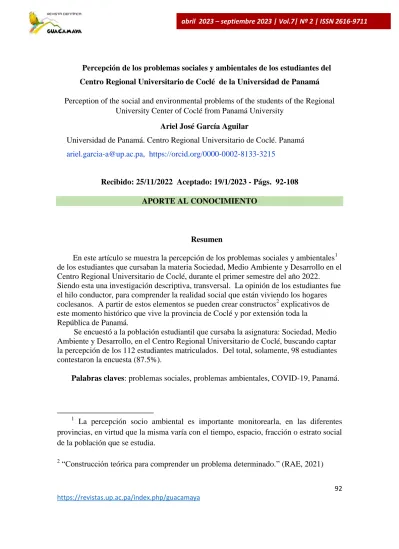 REVISTA CIENTÍFICA
GUACAMAYA
abril 2023 – septiembre 2023 | Vol.7| Nº 2 | ISSN 2616-9711
Percepción de los problemas sociales y ambientales de los estudiantes del
Centro Regional Universitario de Coclé de la Universidad de Panamá
Perception of the social and environmental problems of the students of the Regional
University Center of Coclé from Panamá University
Ariel José García Aguilar
Universidad de Panamá. Centro Regional Universitario de Coclé. Panamá
ariel.garcia-a@up.ac.pa, https://orcid.org/0000-0002-8133-3215
Recibido: 25/11/2022 Aceptado: 19/1/2023 - Págs. 92-108
APORTE AL CONOCIMIENTO
Resumen
En este artículo se muestra la percepción de los problemas sociales y ambientales1
de los estudiantes que cursaban la materia Sociedad, Medio Ambiente y Desarrollo en el
Centro Regional Universitario de Coclé, durante el primer semestre del año 2022.
Siendo esta una investigación descriptiva, transversal. La opinión de los estudiantes fue
el hilo conductor, para comprender la realidad social que están viviendo los hogares
coclesanos. A partir de estos elementos se pueden crear constructos2 explicativos de
este momento histórico que vive la provincia de Coclé y por extensión toda la
República de Panamá.
Se encuestó a la población estudiantil que cursaba la asignatura: Sociedad, Medio
Ambiente y Desarrollo, en el Centro Regional Universitario de Coclé, buscando captar
la percepción de los 112 estudiantes matriculados. Del total, solamente, 98 estudiantes
contestaron la encuesta (87.5%).
Palabras claves: problemas sociales, problemas ambientales, COVID-19, Panamá.
1 La percepción socio ambiental es importante monitorearla, en las diferentes
provincias, en virtud que la misma varía con el tiempo, espacio, fracción o estrato social
de la población que se estudia.
2 “Construcción teórica para comprender un problema determinado.” (RAE, 2021)
92
https://revistas.up.ac.pa/index.php/guacamaya